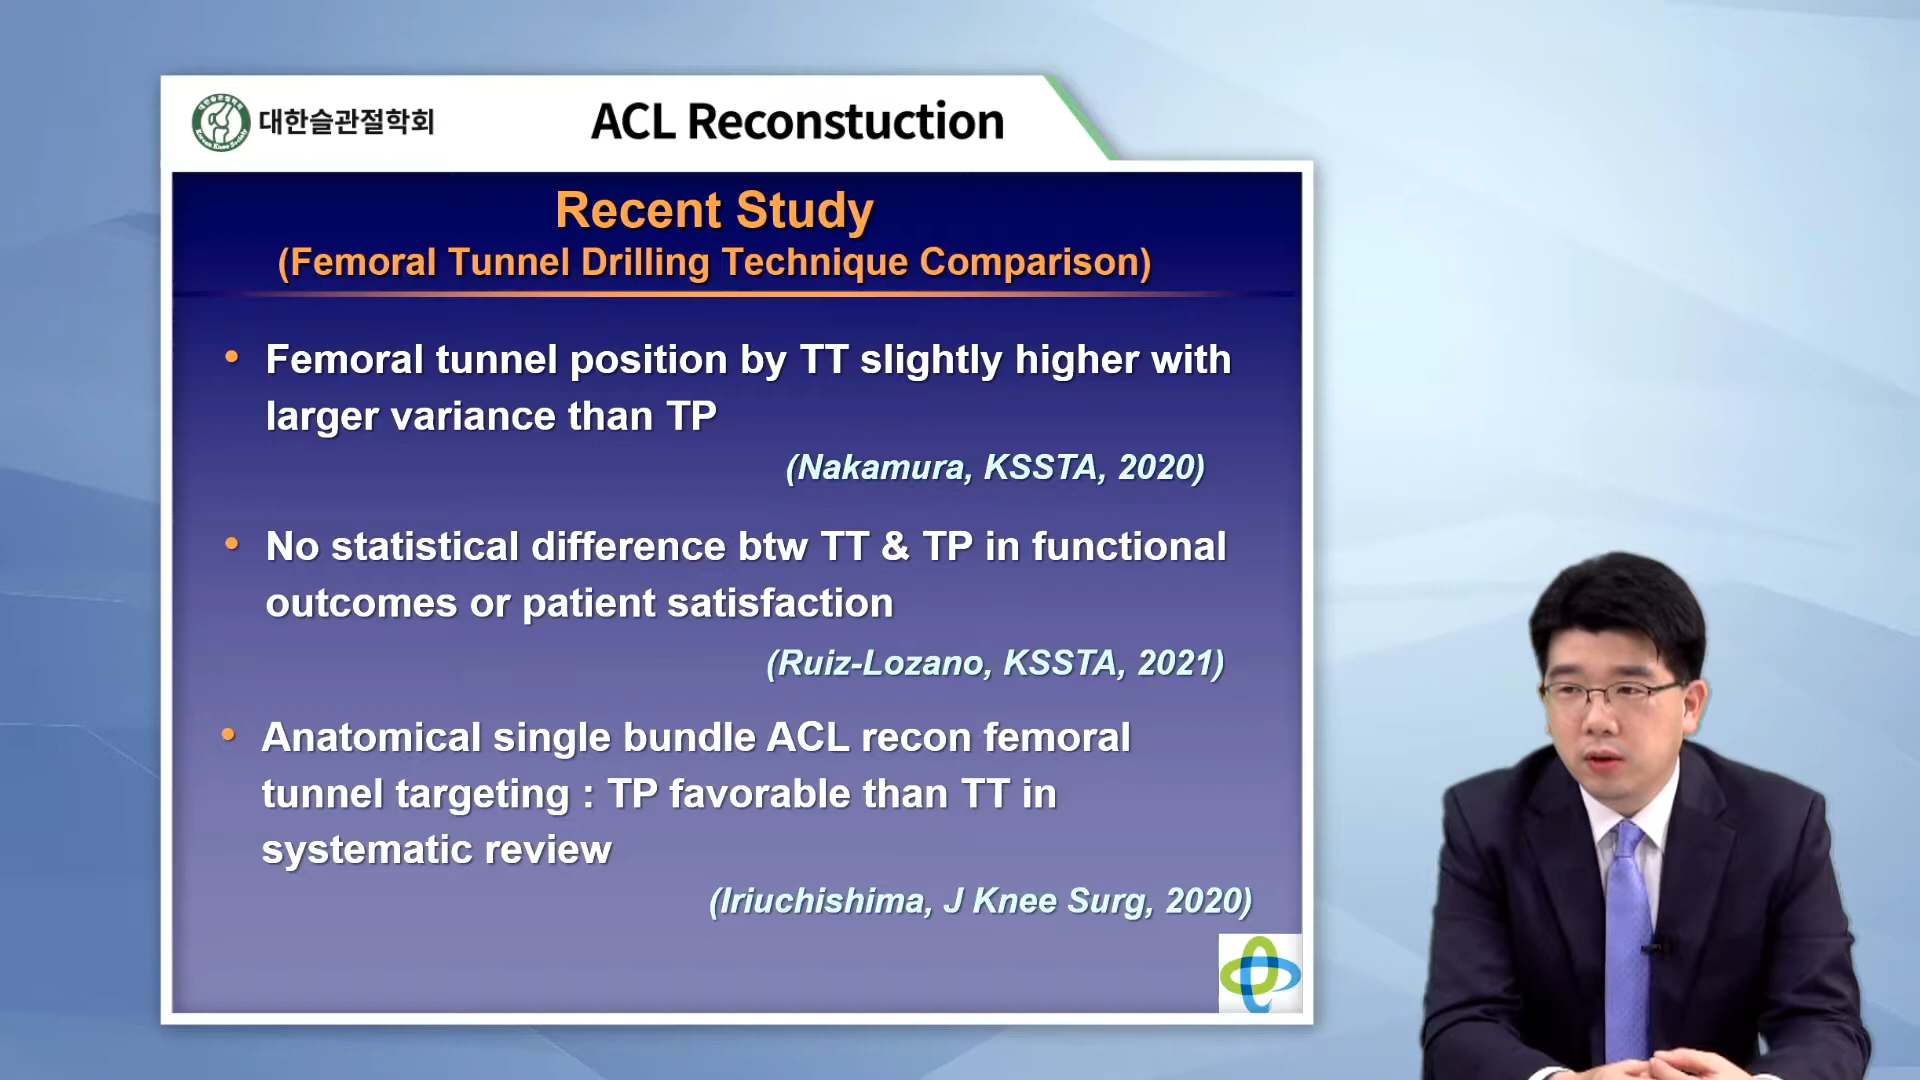 대한슬관절학회
ACL Reconstuction
Recent Study
(Femoral Tunnel Drilling Technique Comparison)
• Femoral tunnel position by TT slightly higher with
larger variance than TP
(Nakamura, KSSTA, 2020)
• No statistical difference btw TT & TP in functional
outcomes or patient satisfaction
(Ruiz-Lozano, KSSTA, 2021)
• Anatomical single bundle ACL recon femoral
tunnel targeting : TP favorable than TT in
systematic review
(Iriuchishima, J Knee Surg, 2020)